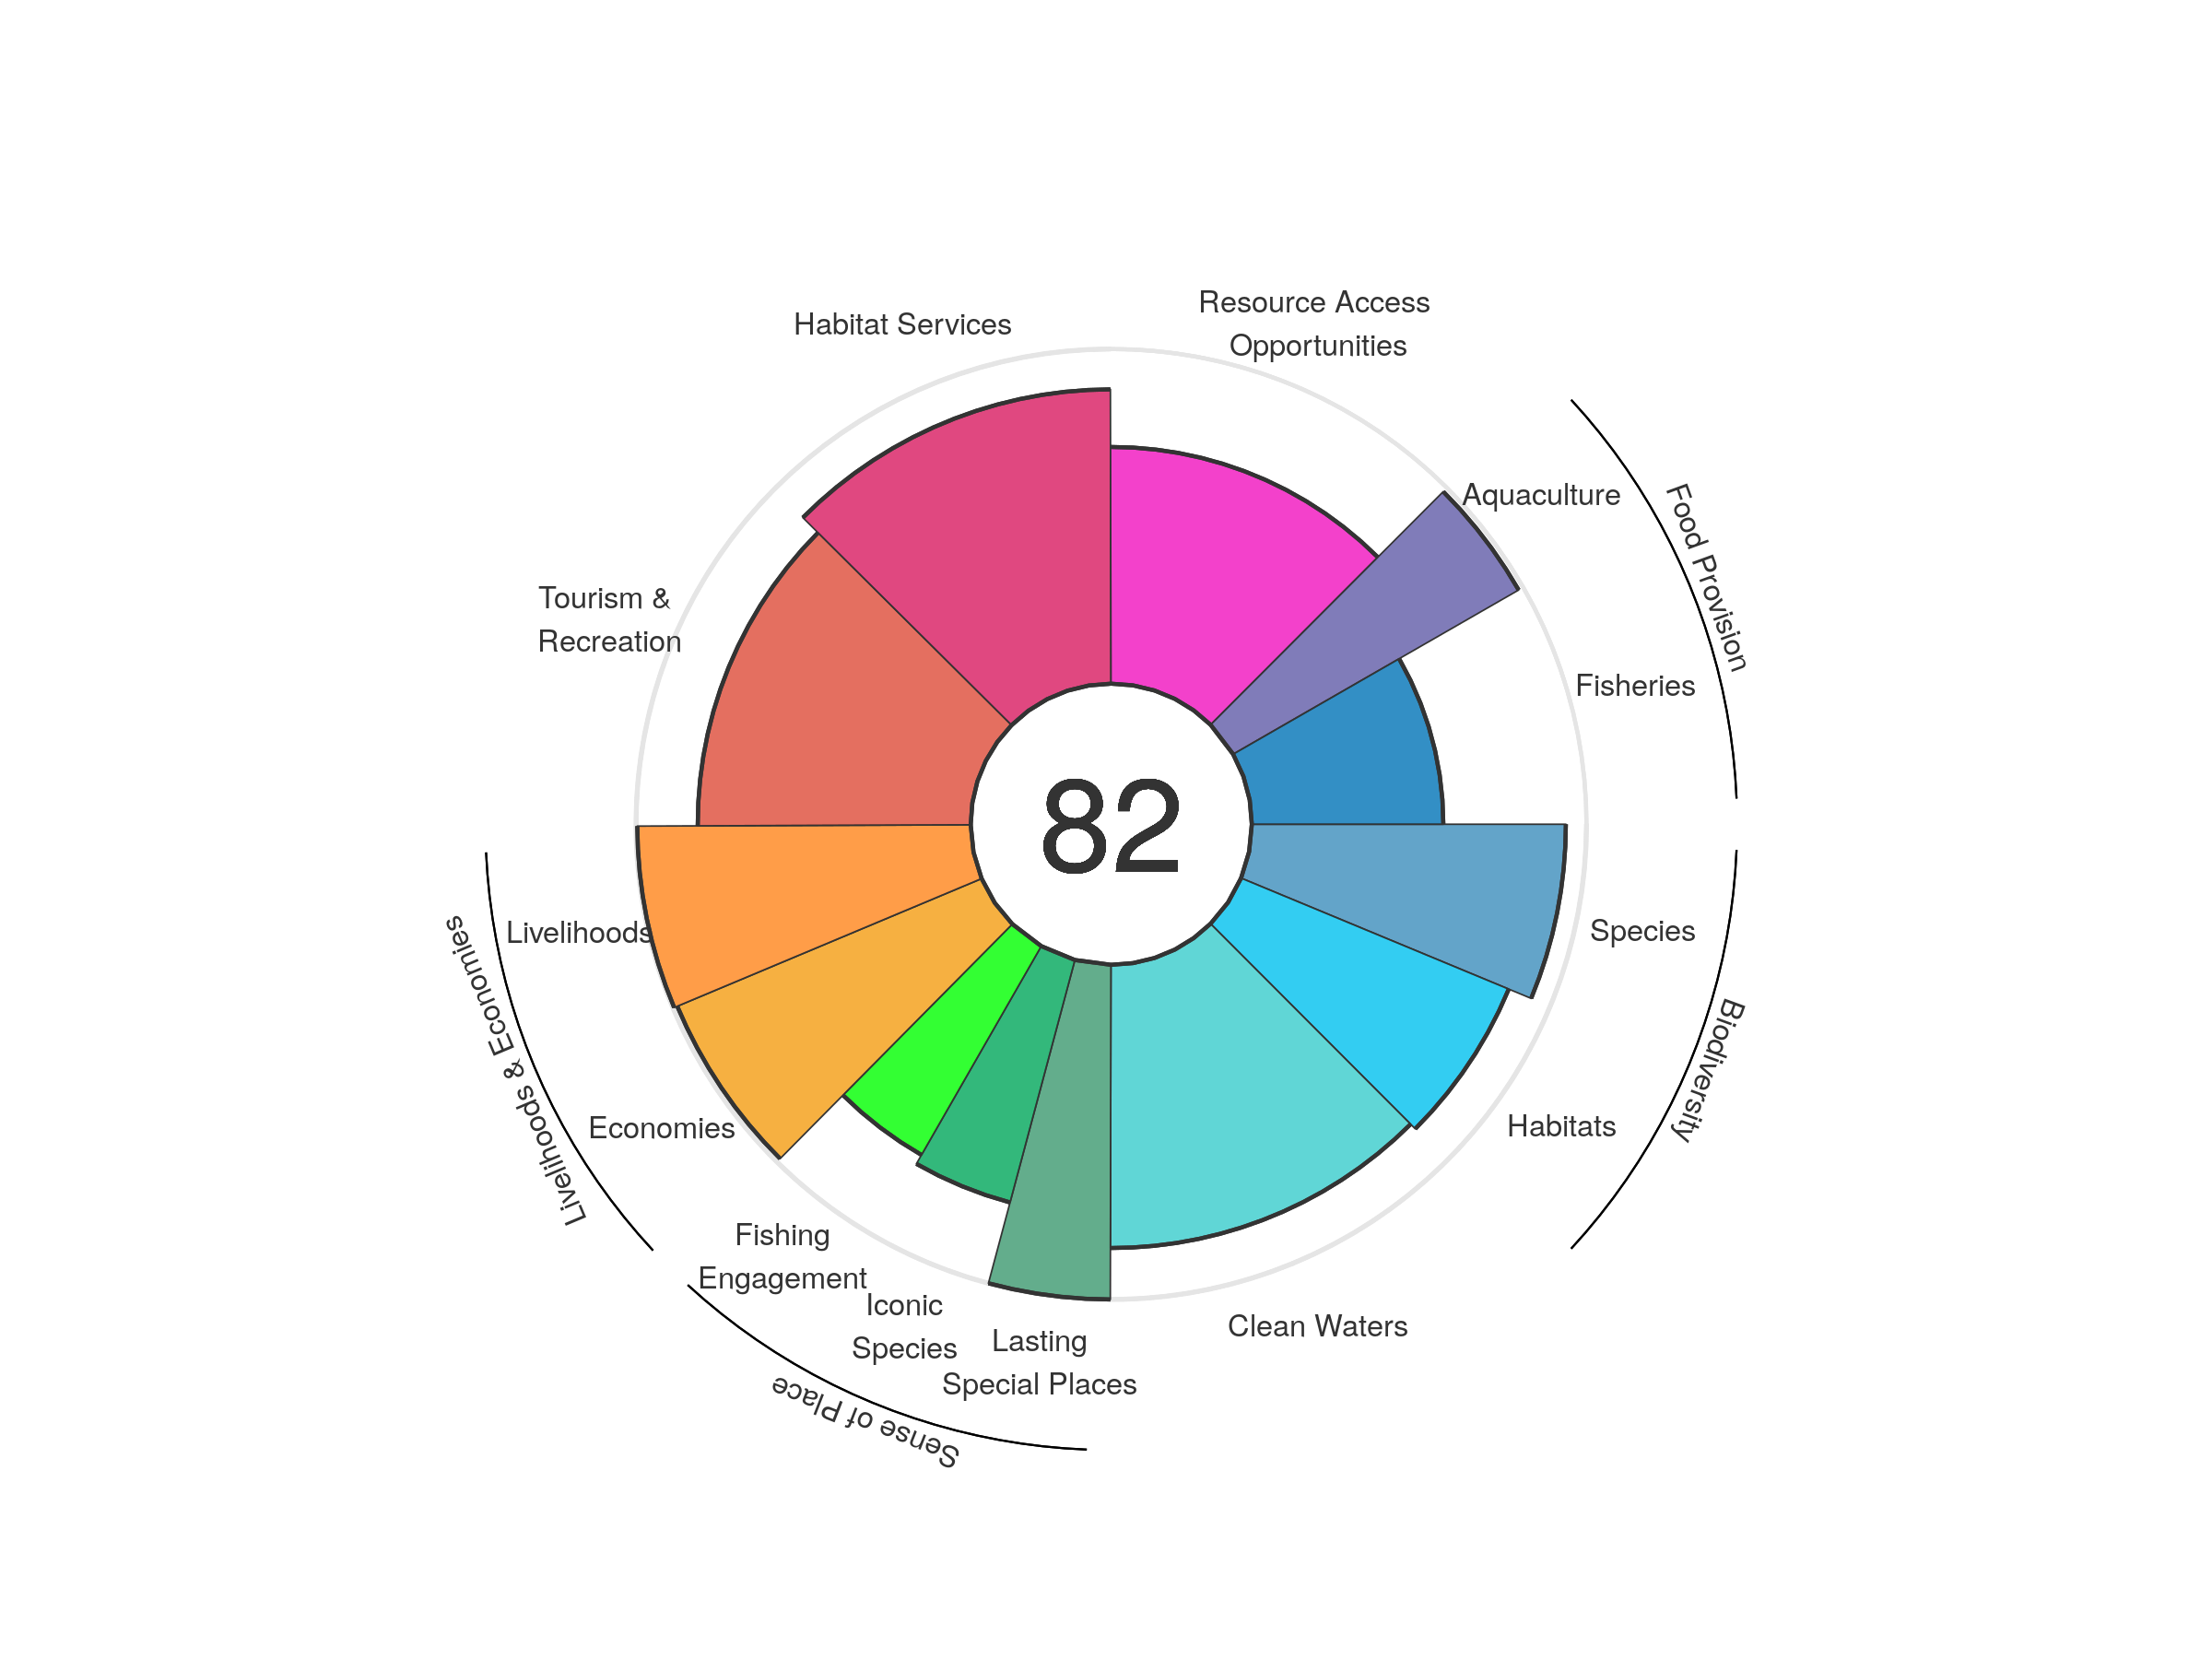 Resource Access
Opportunities
Habitat Services
Aquaculture
Food Provision
Tourism &
Recreation
Fisheries
82
Livelihoods
Species
Livelihoods & Economies
Biodiversity
Economies
Habitats
Fishing
Engagement
Iconic
Species
Lasting
Special Places
Clean Waters
Sense of Place